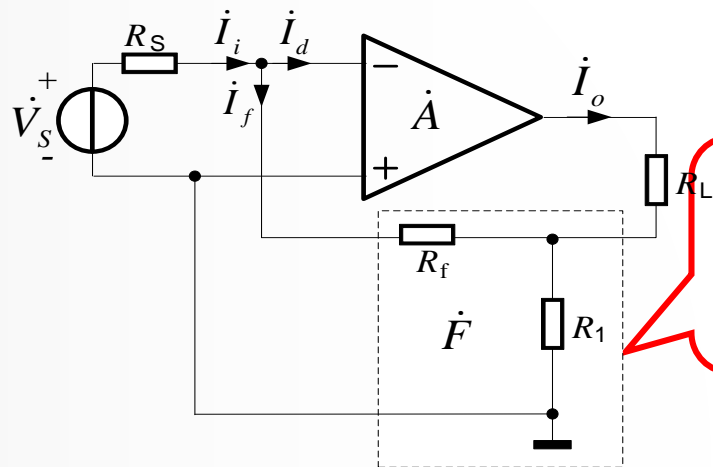 R_S İ_i İ_d
+ −
İ_f Ȧ İ_o
V̇_S
- +
R_L
R_f
Ḟ R_1